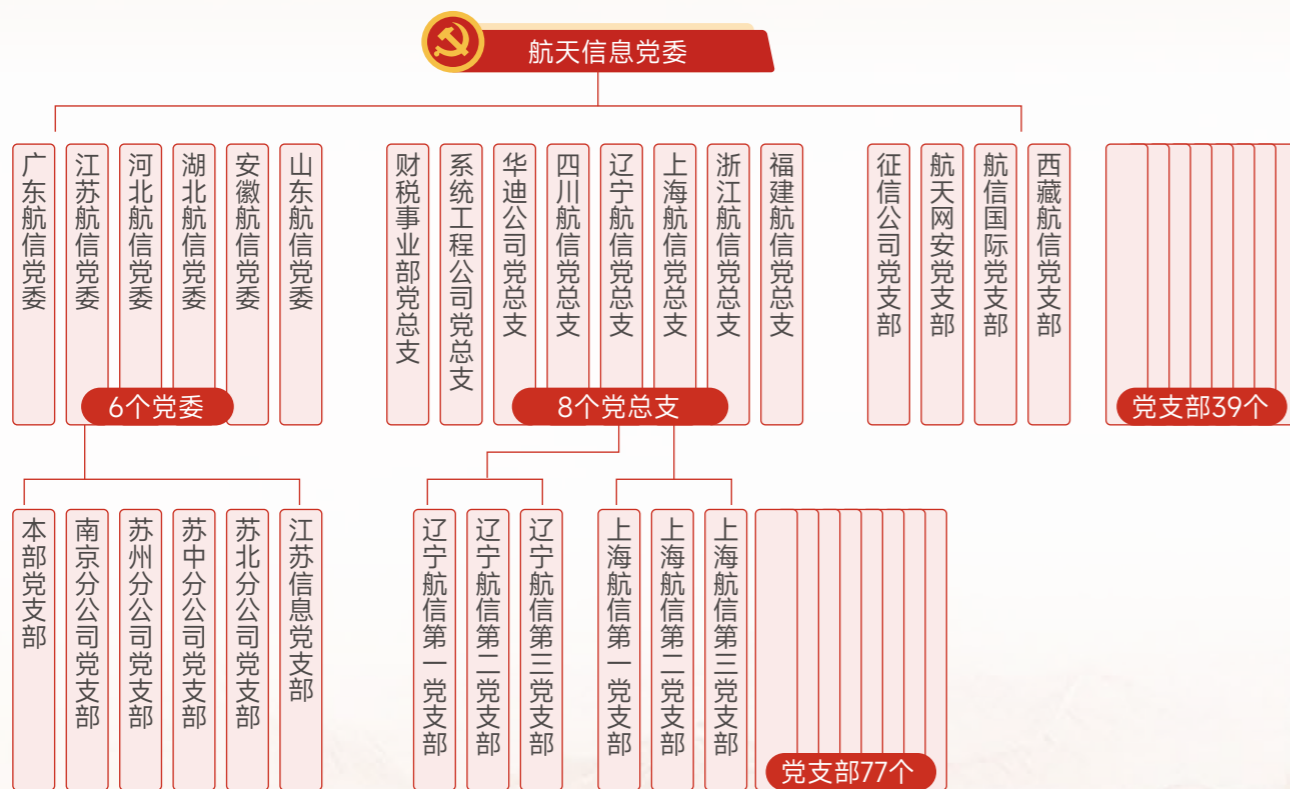 航天信息党委
广东航信党委
江苏航信党委
河北航信党委
湖北航信党委
安徽航信党委
山东航信党委
6个党委
财税事业部党总支
系统工程公司党总支
华迪公司党总支
四川航信党总支
辽宁航信党总支
上海航信党总支
浙江航信党总支
福建航信党总支
8个党总支
征信公司党支部
航天网安党支部
航信国际党支部
西藏航信党支部
党支部39个
本部党支部
南京分公司党支部
苏州分公司党支部
苏中分公司党支部
苏北分公司党支部
江苏信息党支部
辽宁航信第一党支部
辽宁航信第二党支部
辽宁航信第三党支部
上海航信第一党支部
上海航信第二党支部
上海航信第三党支部
党支部77个